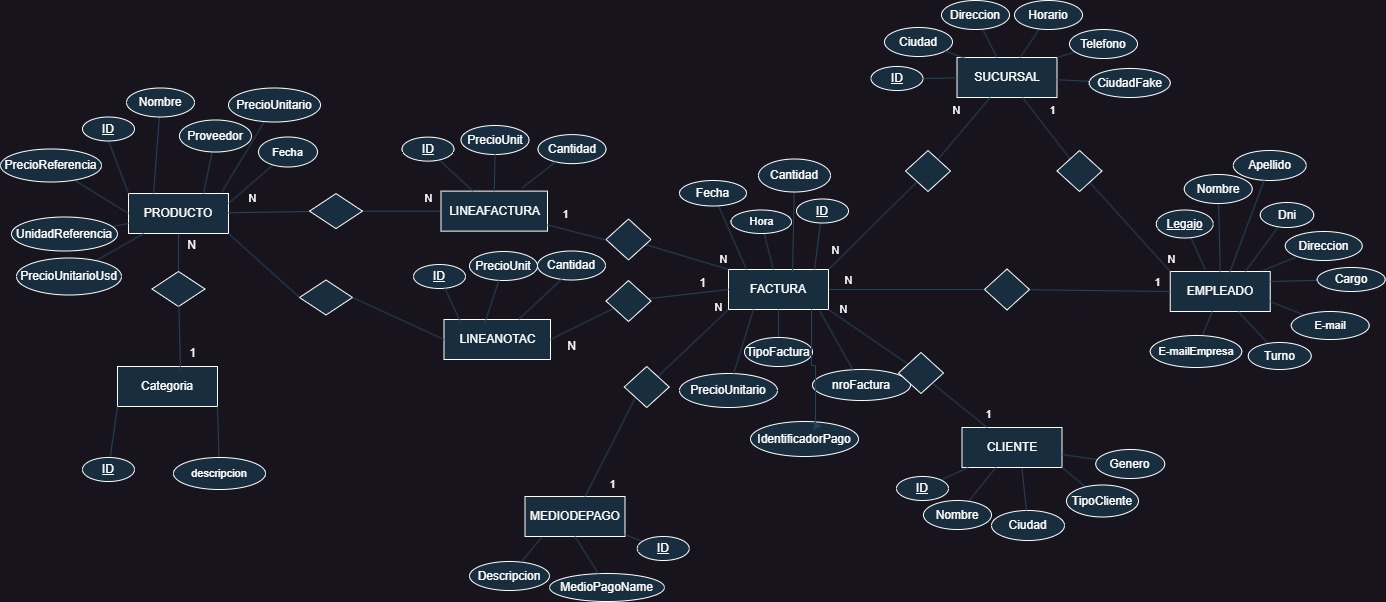 Direccion
Horario
Ciudad
Telefono
ID
SUCURSAL
CiudadFake
N
1
Nombre
PrecioUnitario
ID
Proveedor
Fecha
PrecioReferencia
PRODUCTO
N
UnidadReferencia
N
PrecioUnitarioUsd
1
Categoria
ID
descripcion
ID
PrecioUnit
Cantidad
N
LINEAFACTURA
1
ID
PrecioUnit
Cantidad
LINEANOTAC
N
Cantidad
Fecha
Hora
ID
N
N
1
FACTURA
N
N
N
TipoFactura
PrecioUnitario
nroFactura
IdentificadorPago
Apellido
Nombre
Legajo
Dni
Direccion
N
1
EMPLEADO
Cargo
E-mail
E-mailEmpresa
Turno
1
CLIENTE
Genero
ID
TipoCliente
Nombre
Ciudad
1
MEDIODEPAGO
ID
Descripcion
MedioPagoName